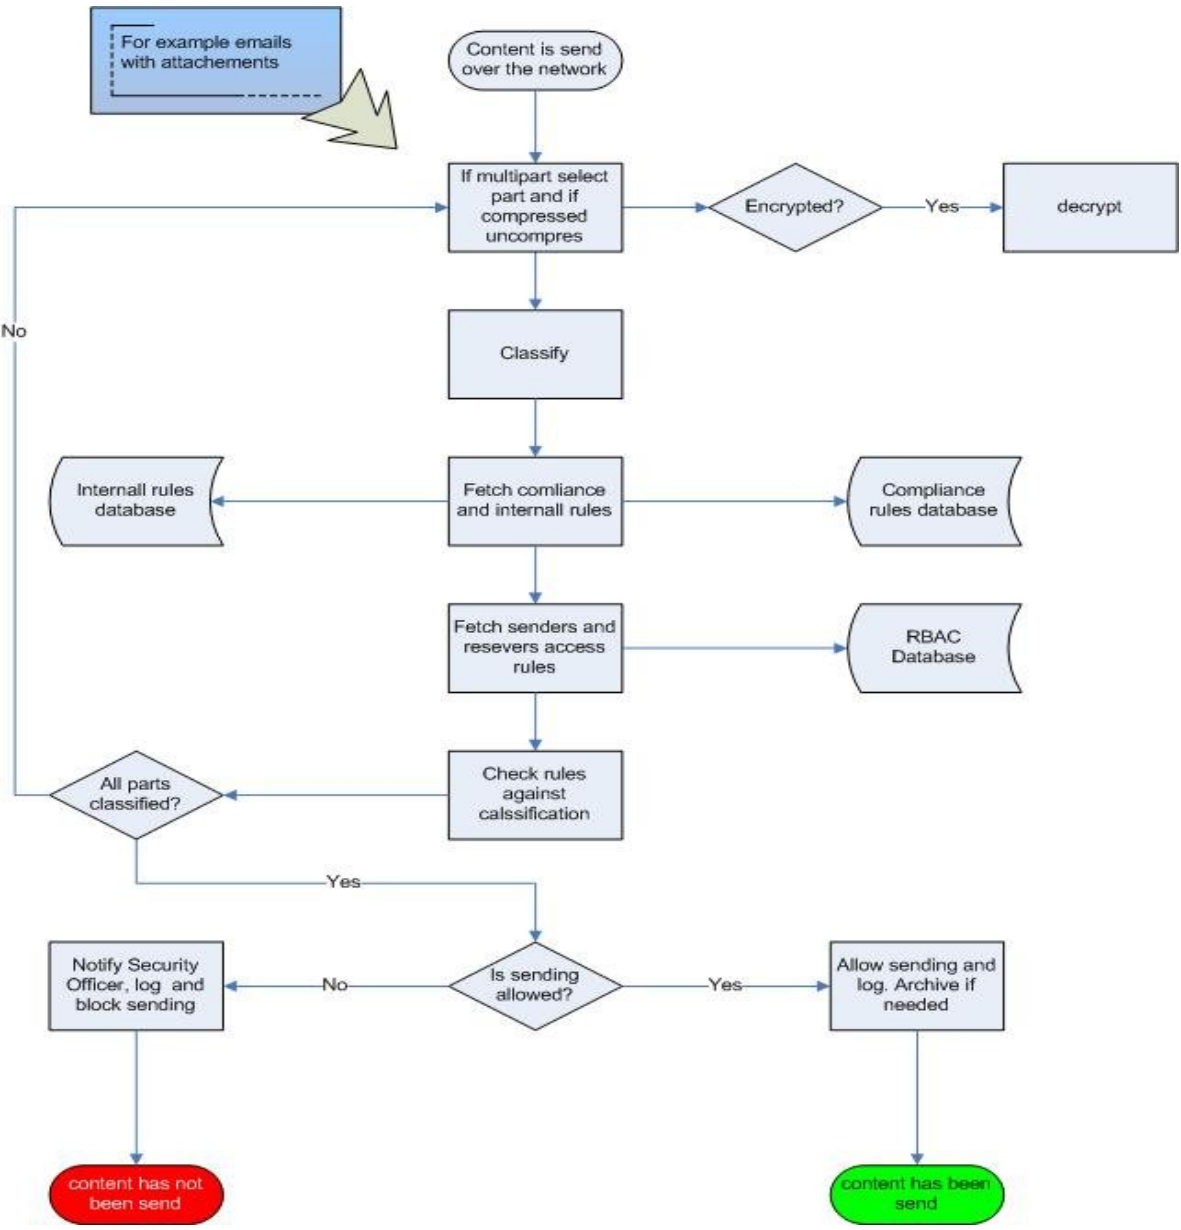 For example emails
with attachements
Content is send
over the network
If multipart select
part and if
compressed
uncompres
Encrypted?
Yes
decrypt
No
Classify
Internall rules
database
Fetch comliance
and internall rules
Compliance
rules database
Fetch senders and
resevers access
rules
RBAC
Database
All parts
classified?
Check rules
against
calssification
Yes
Notify Security
Officer, log and
block sending
No
Is sending
allowed?
Yes
Allow sending and
log. Archive if
needed
content has not
been send
content has been
send